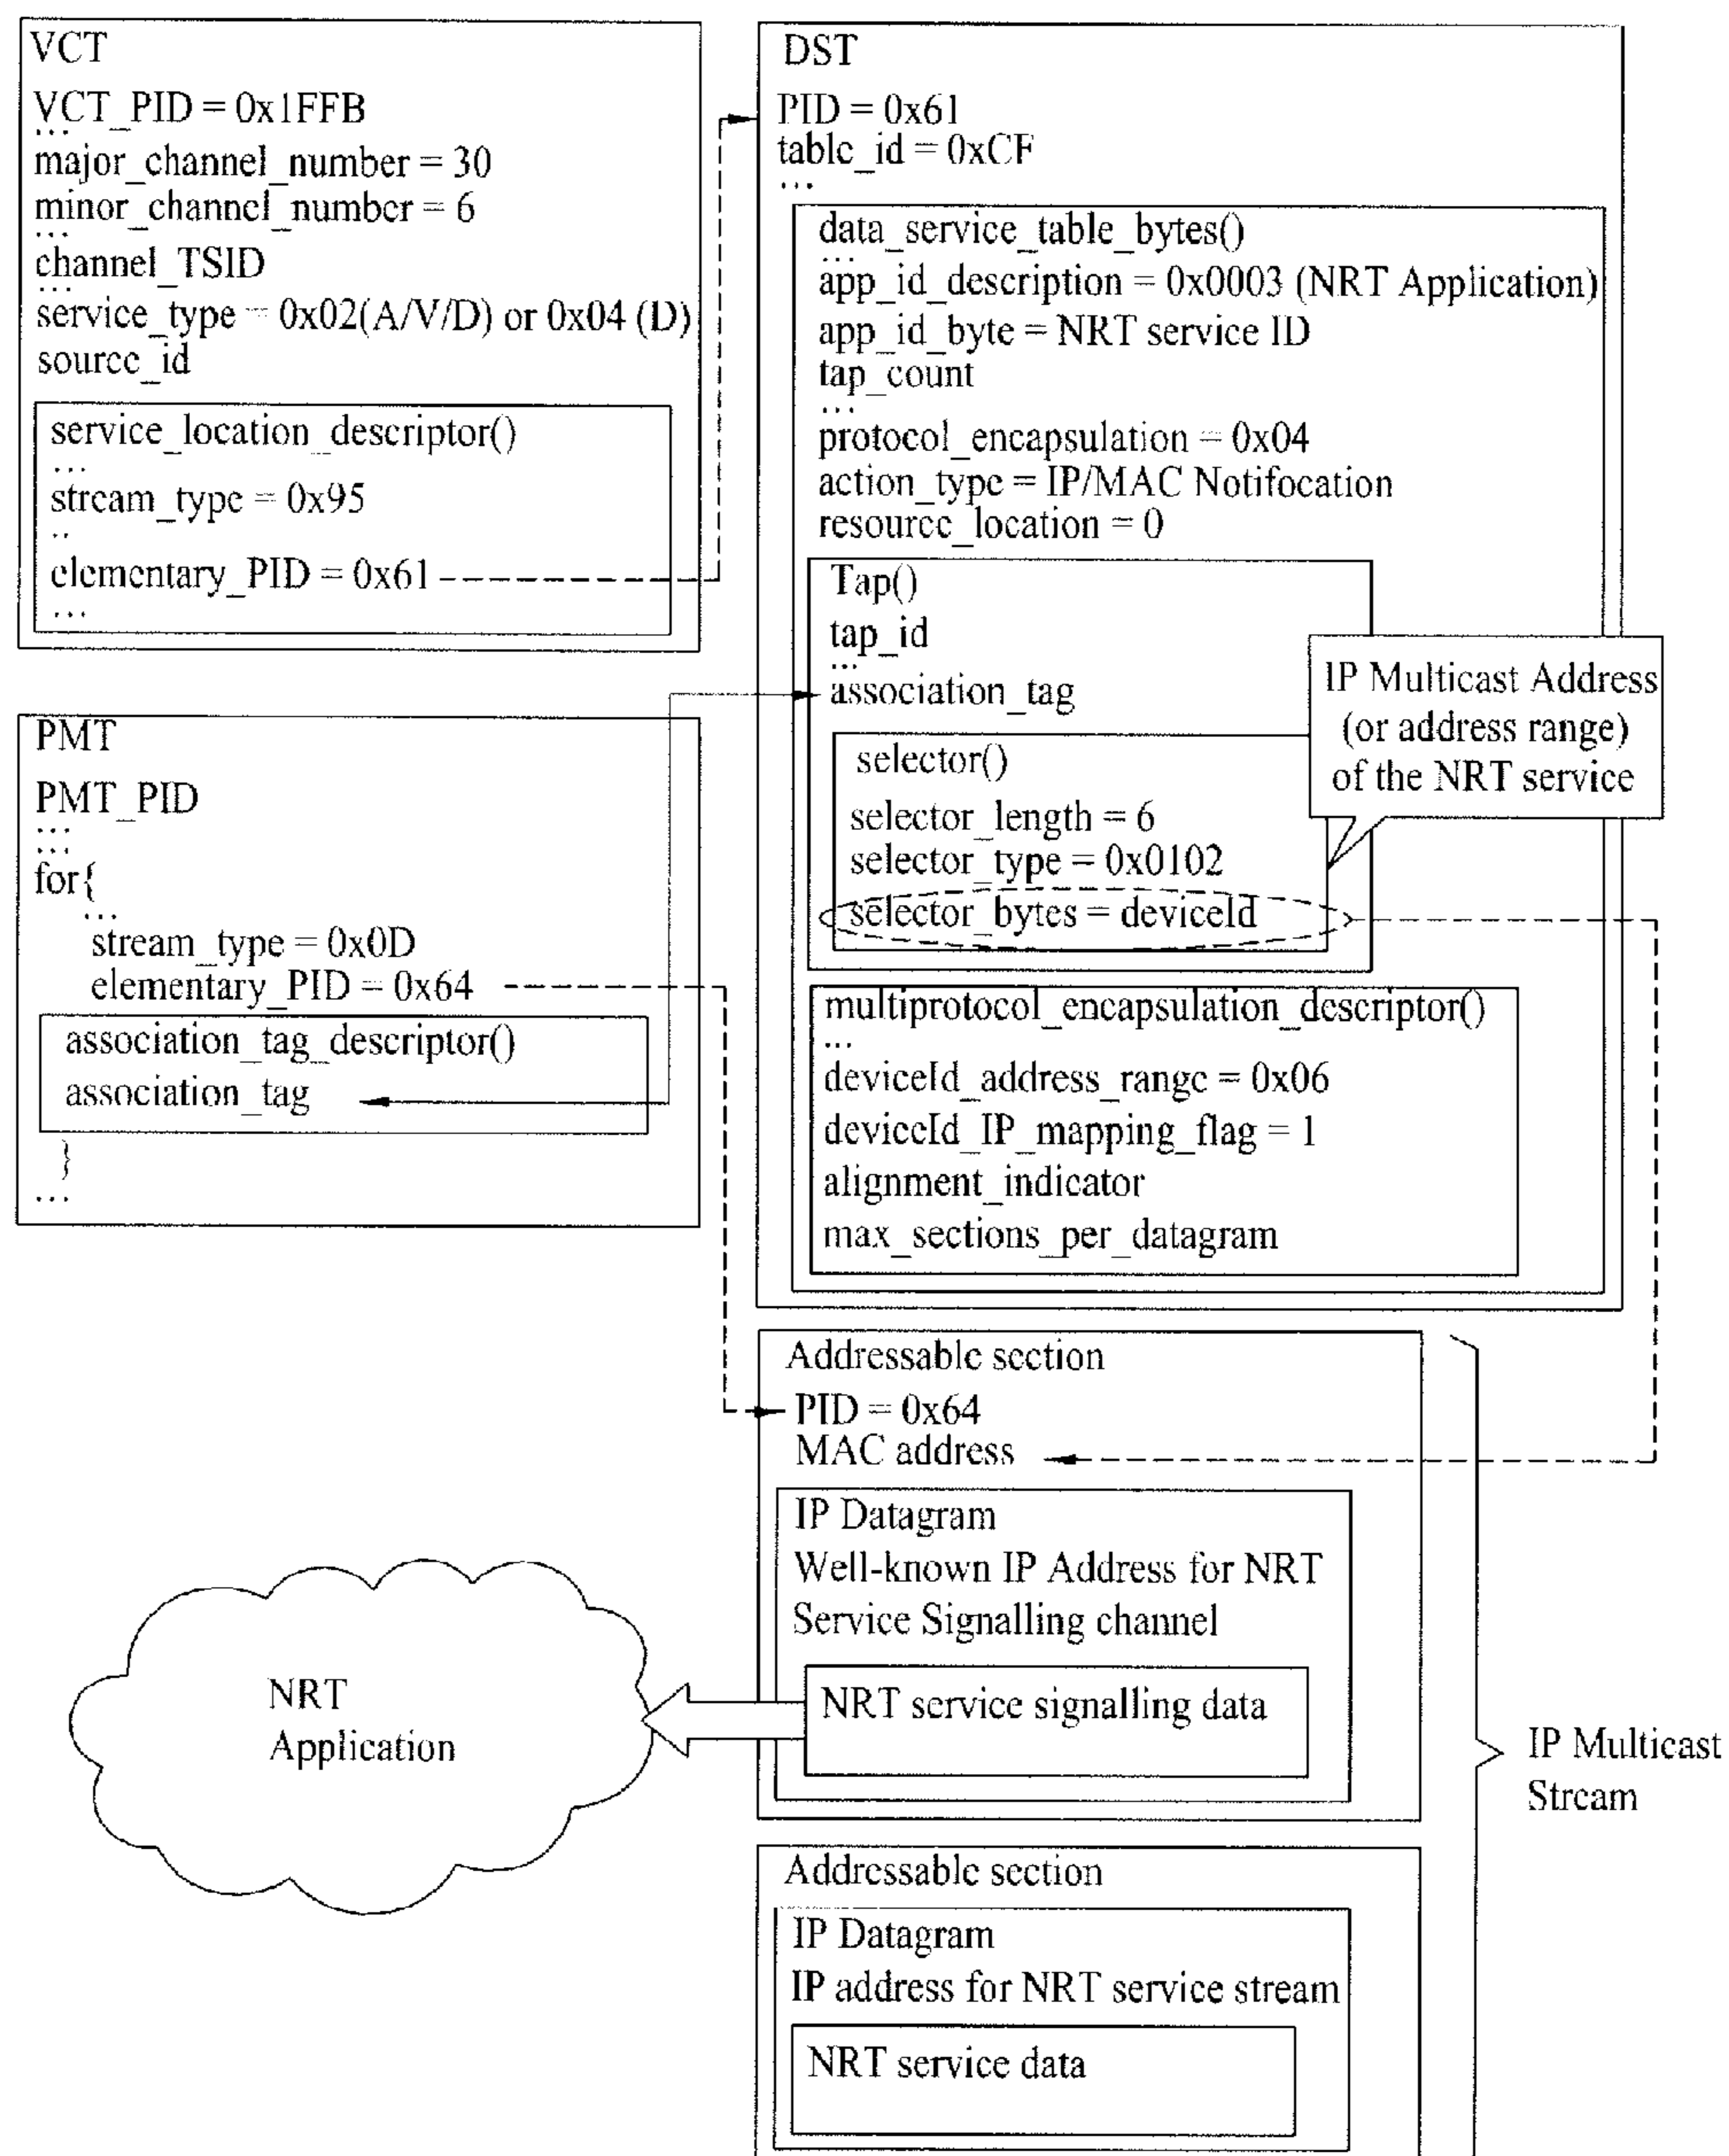 VCT
VCT_PID = 0x1FFB
...
major_channel_number = 30
minor_channel_number = 6
...
channel_TSID
...
service_type = 0x02(A/V/D) or 0x04 (D)
source_id
service_location_descriptor()
...
stream_type = 0x95
..
elementary_PID = 0x61
...
PMT
PMT_PID
...
...
for{
...
stream_type = 0x0D
elementary_PID = 0x64
association_tag_descriptor()
association_tag
}
...
DST
PID = 0x61
table_id = 0xCF
...
data_service_table_bytes()
...
app_id_description = 0x0003 (NRT Application)
app_id_byte = NRT service ID
tap_count
...
protocol_encapsulation = 0x04
action_type = IP/MAC Notifocation
resource_location = 0
Tap()
tap_id
...
association_tag
selector()
selector_length = 6
selector_type = 0x0102
selector_bytes = deviceId
IP Multicast Address
(or address range)
of the NRT service
multiprotocol_encapsulation_descriptor()
...
deviceId_address_range = 0x06
deviceId_IP_mapping_flag = 1
alignment_indicator
max_sections_per_datagram
Addressable section
PID = 0x64
MAC address
IP Datagram
Well-known IP Address for NRT
Service Signalling channel
NRT service signalling data
NRT
Application
IP Multicast
Stream
Addressable section
IP Datagram
IP address for NRT service stream
NRT service data